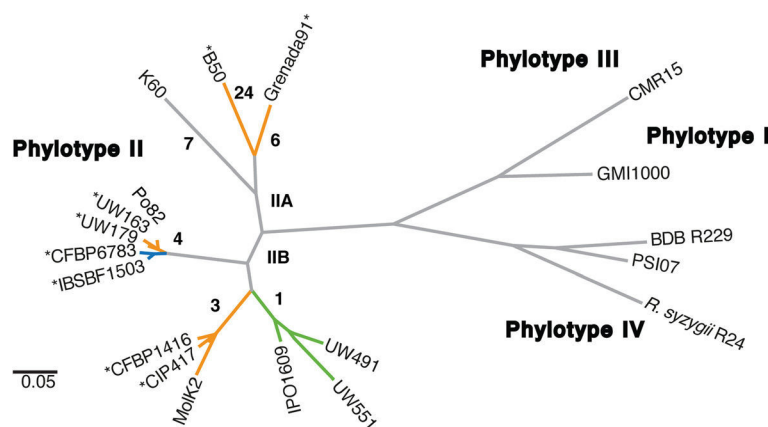 Phylotype III
Phylotype I
Phylotype II
Phylotype IV
K60
*B50
Grenada91*
24
6
7
IIA
IIB
CMR15
GMI1000
BDB R229
PSI07
R. syzygii R24
Po82
*UW163
*UW179
*CFBP6783
*IBSBF1503
4
3
1
*CFBP1416
*CIP417
MolK2
IPO1609
UW491
UW551
0.05